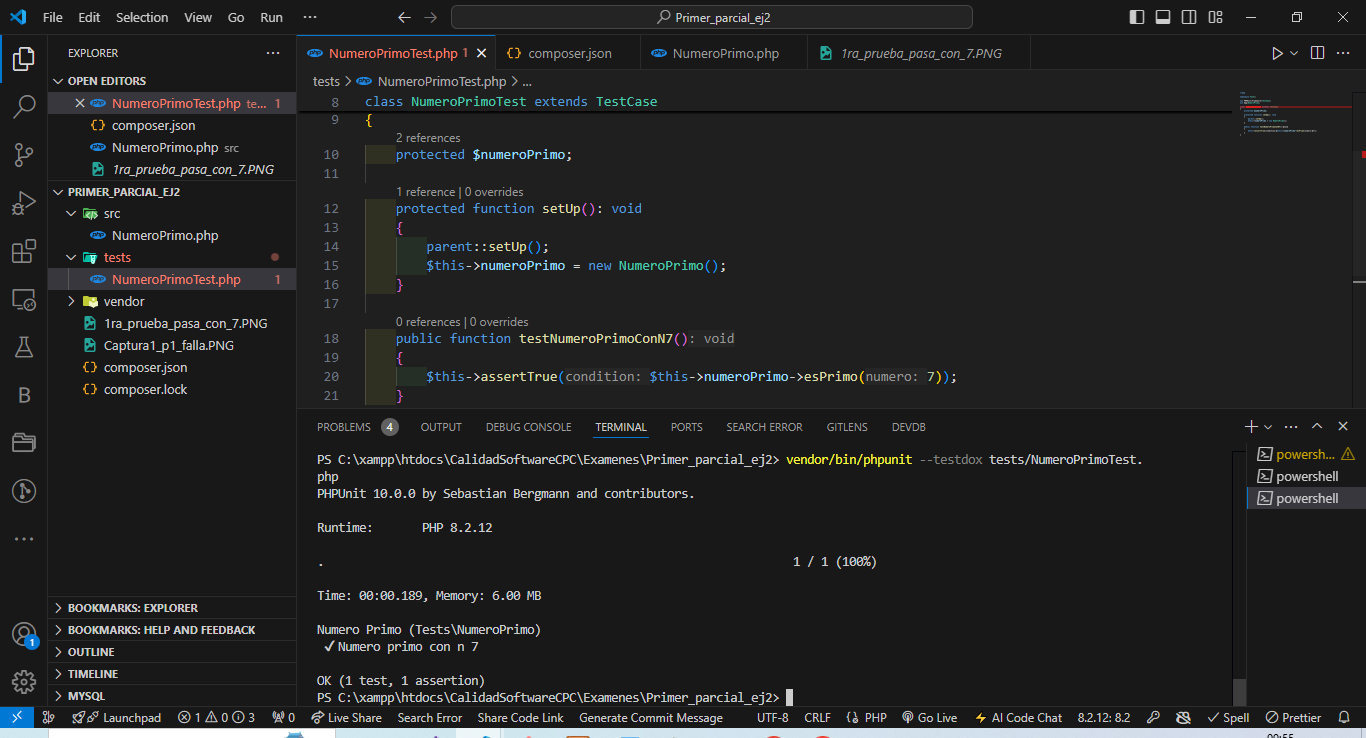 File Edit Selection View Go Run ··· Primer_parcial_ej2
EXPLORER
OPEN EDITORS
NumeroPrimoTest.php te... 1
composer.json
NumeroPrimo.php src
1ra_prueba_pasa_con_7.PNG
PRIMER_PARCIAL_EJ2
src
NumeroPrimo.php
tests
NumeroPrimoTest.php 1
vendor
1ra_prueba_pasa_con_7.PNG
Captura1_p1_falla.PNG
composer.json
composer.lock
BOOKMARKS: EXPLORER
BOOKMARKS: HELP AND FEEDBACK
OUTLINE
TIMELINE
MYSQL
NumeroPrimoTest.php 1 composer.json NumeroPrimo.php 1ra_prueba_pasa_con_7.PNG
tests > NumeroPrimoTest.php > ...
8 class NumeroPrimoTest extends TestCase
9 {
2 references
10 protected $numeroPrimo;
11
1 reference | 0 overrides
12 protected function setUp(): void
13 {
14 parent::setUp();
15 $this->numeroPrimo = new NumeroPrimo();
16 }
17
0 references | 0 overrides
18 public function testNumeroPrimoConN7(): void
19 {
20 $this->assertTrue(condition: $this->numeroPrimo->esPrimo(numero: 7));
21 }
PROBLEMS 4 OUTPUT DEBUG CONSOLE TERMINAL PORTS SEARCH ERROR GITLENS DEVDB
PS C:\xampp\htdocs\CalidadSoftwareCPC\Examenes\Primer_parcial_ej2> vendor/bin/phpunit --testdox tests/NumeroPrimoTest.
php
PHPUnit 10.0.0 by Sebastian Bergmann and contributors.
Runtime: PHP 8.2.12
. 1 / 1 (100%)
Time: 00:00.189, Memory: 6.00 MB
Numero Primo (Tests\NumeroPrimo)
✔ Numero primo con n 7
OK (1 test, 1 assertion)
PS C:\xampp\htdocs\CalidadSoftwareCPC\Examenes\Primer_parcial_ej2>
powersh...
powershell
powershell
B
1
Launchpad 1 0 3 0 Live Share Search Error Share Code Link Generate Commit Message UTF-8 CRLF PHP Go Live AI Code Chat 8.2.12: 8.2 Spell Prettier